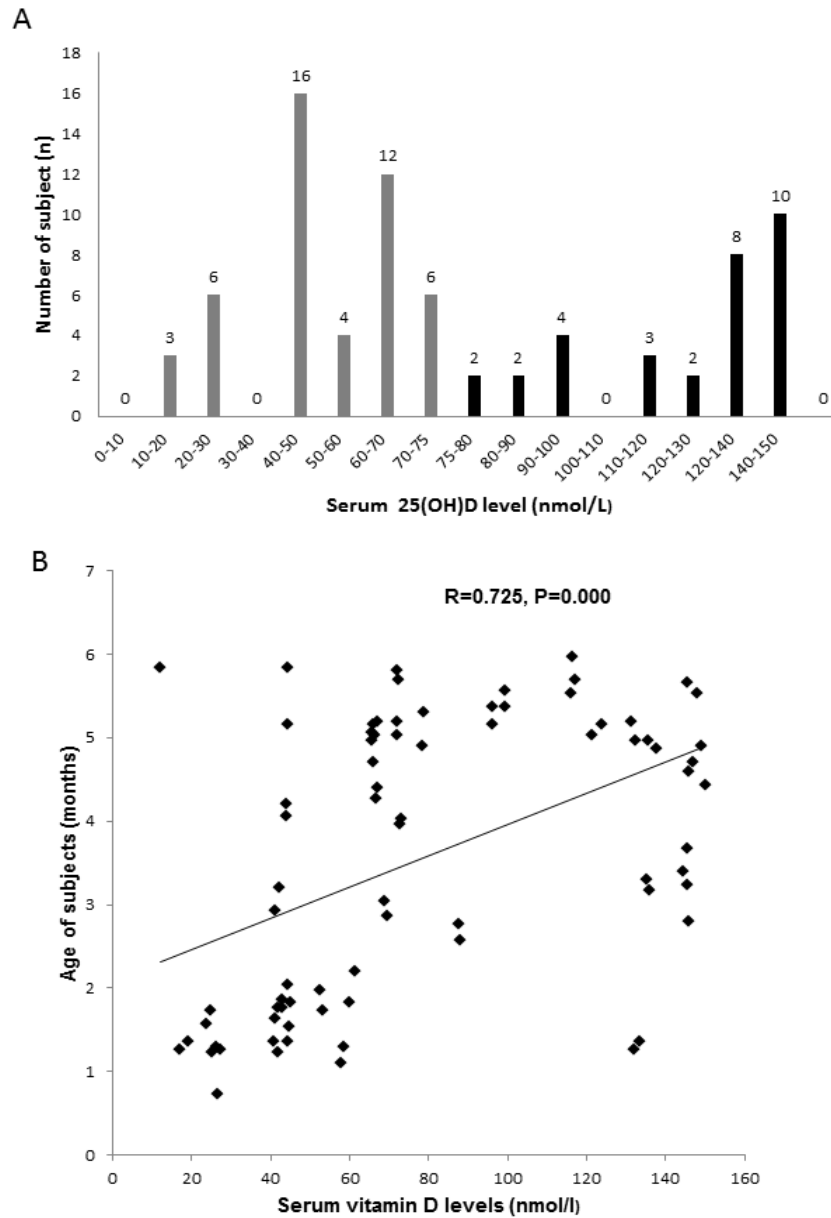 A
18
16
14
12
10
8
6
4
2
0
Number of subject (n)
0 3 6 0 16 4 12 6 2 2 4 0 3 2 8 10 0
0-10 10-20 20-30 30-40 40-50 50-60 60-70 70-75 75-80 80-90 90-100 100-110 110-120 120-130 120-140 140-150
Serum 25(OH)D level (nmol/L)
B
R=0.725, P=0.000
7
6
5
4
3
2
1
0
Age of subjects (months)
0 20 40 60 80 100 120 140 160
Serum vitamin D levels (nmol/l)